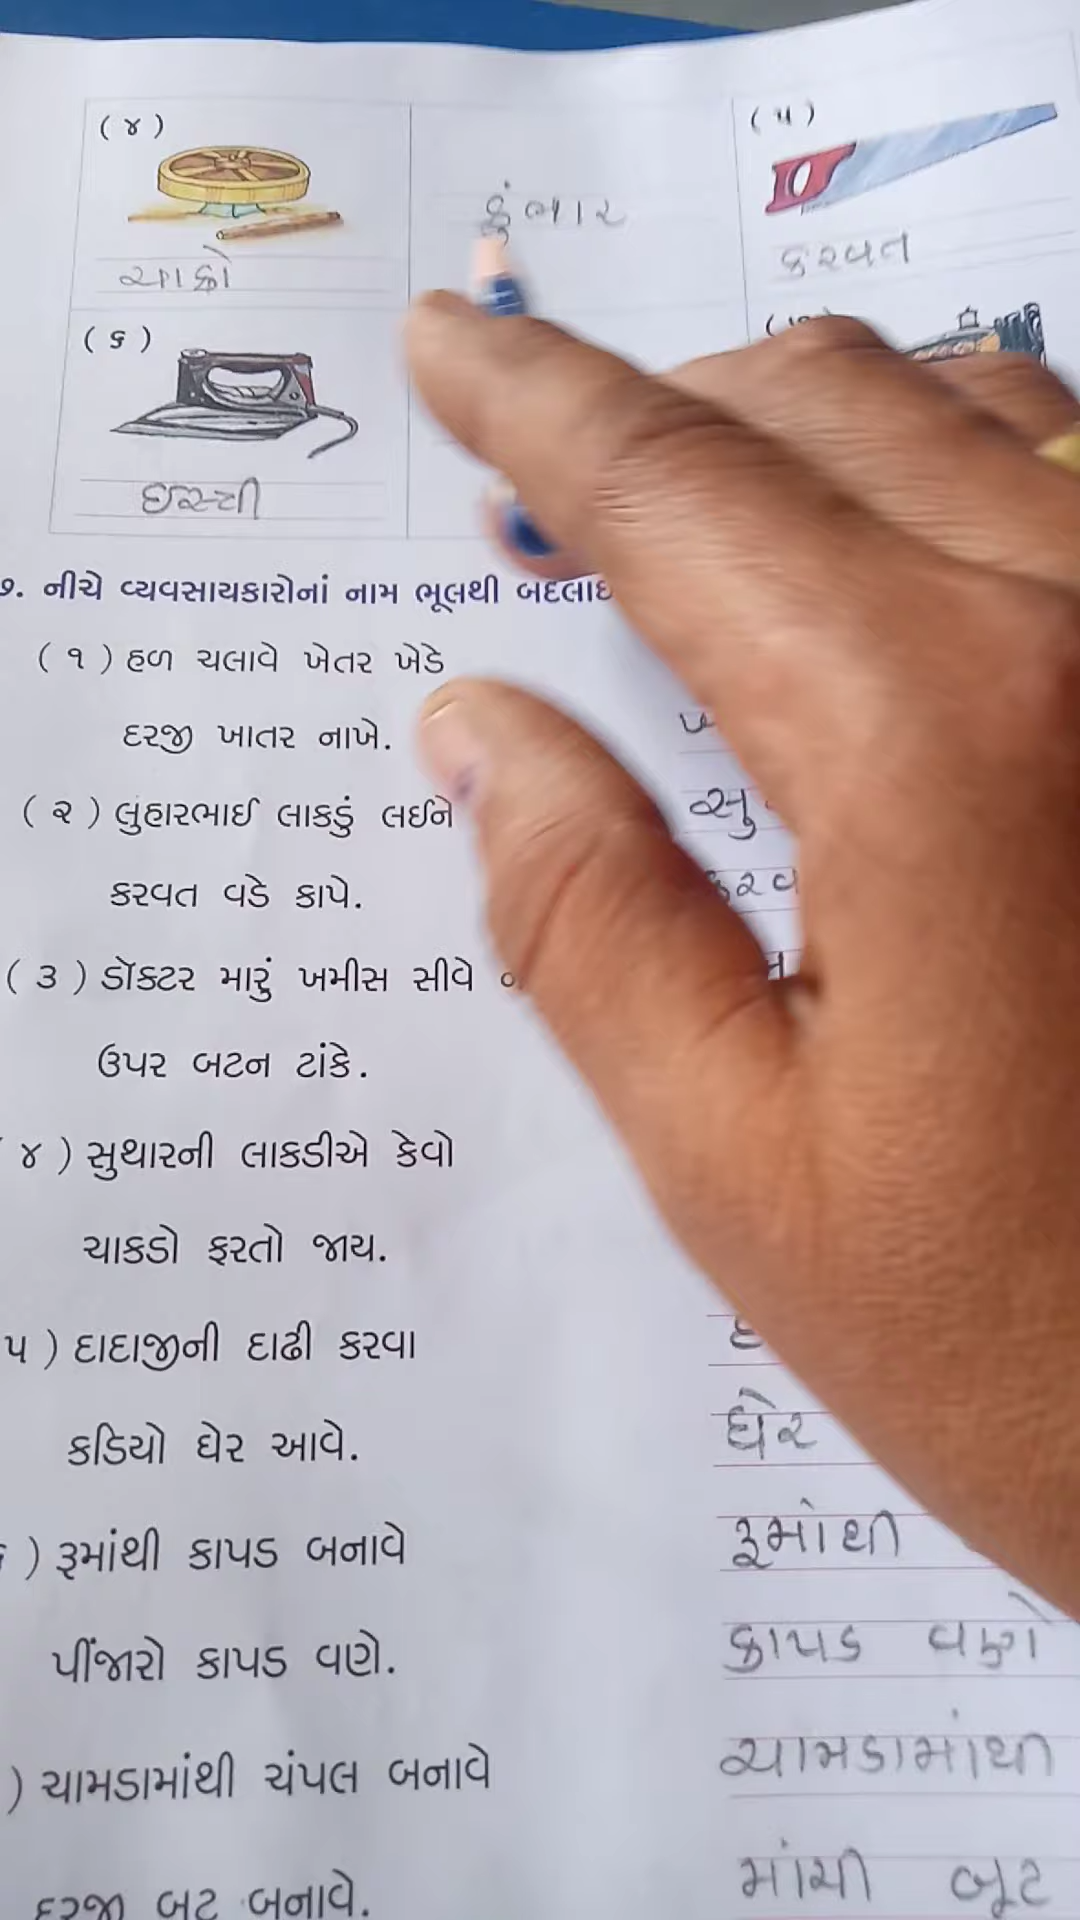 ( ૪ )
ચાકો
કુંભાર
( ૫ )
કરવત
( ૬ )
ઇસ્ત્રી
૭. નીચે વ્યવસાયકારોનાં નામ ભૂલથી
( ૧ ) હળ ચલાવે ખેતર ખેડે
દરજી ખાતર નાખે.
( ૨ ) લુહારભાઈ લાકડું લઈને
કરવત વડે કાપે.
( ૩ ) ડૉક્ટર મારું ખમીસ સીવે
ઉપર બટન ટાંકે.
૪ ) સુથારની લાકડીએ કેવો
ચાકડો ફરતો જાય.
૫ ) દાદાજીની દાઢી કરવા
કડિયો ઘેર આવે.
ઘેર
) રૂમાંથી કાપડ બનાવે
રૂમાંથી
પીંજારો કાપડ વણે.
કાપડ વણે
) ચામડામાંથી ચંપલ બનાવે
ચામડામાંથી
દરજી બુટ બનાવે.
માંચી બૂટ